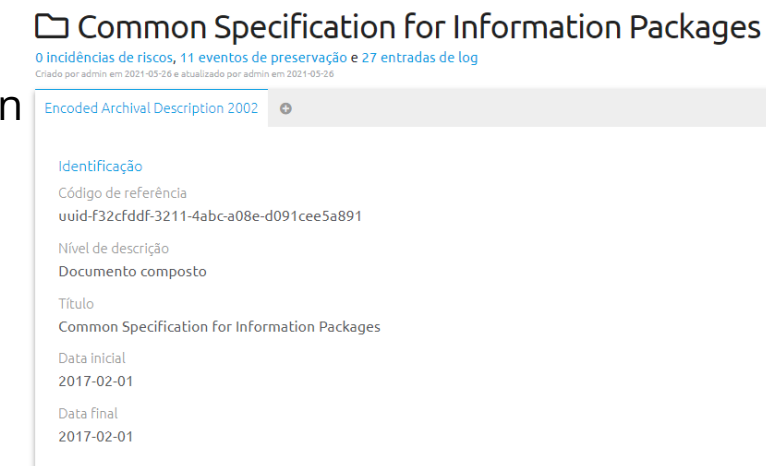 Common Specification for Information Packages
0 incidências de riscos, 11 eventos de preservação e 27 entradas de log
Criado por admin em 2021-05-26 e atualizado por admin em 2021-05-26
n
Encoded Archival Description 2002
Identificação
Código de referência
uuid-f32cfddf-3211-4abc-a08e-d091cee5a891
Nível de descrição
Documento composto
Título
Common Specification for Information Packages
Data inicial
2017-02-01
Data final
2017-02-01